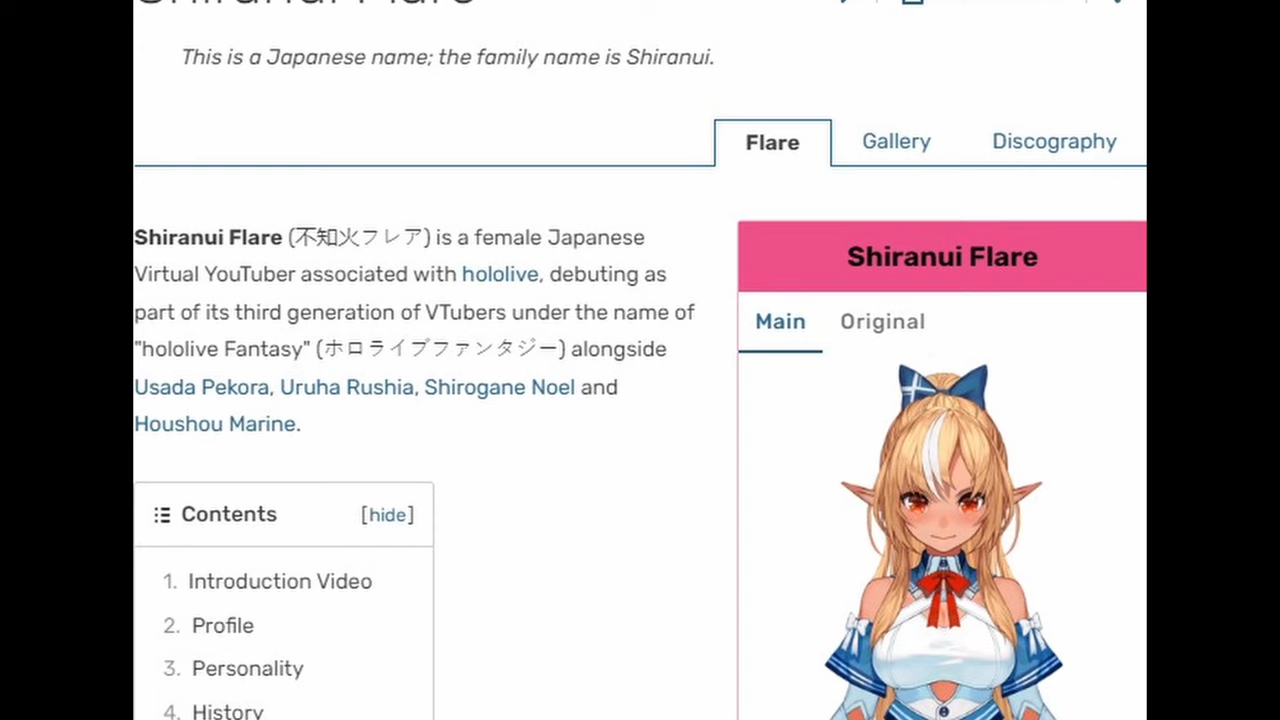 Shiranui Flare
This is a Japanese name; the family name is Shiranui.
Flare
Gallery
Discography
Shiranui Flare (不知火フレア) is a female Japanese
Virtual YouTuber associated with hololive, debuting as
part of its third generation of VTubers under the name of
"hololive Fantasy" (ホロライブファンタジー) alongside
Usada Pekora, Uruha Rushia, Shirogane Noel and
Houshou Marine.
Contents [hide]
1. Introduction Video
2. Profile
3. Personality
4. History
Shiranui Flare
Main
Original